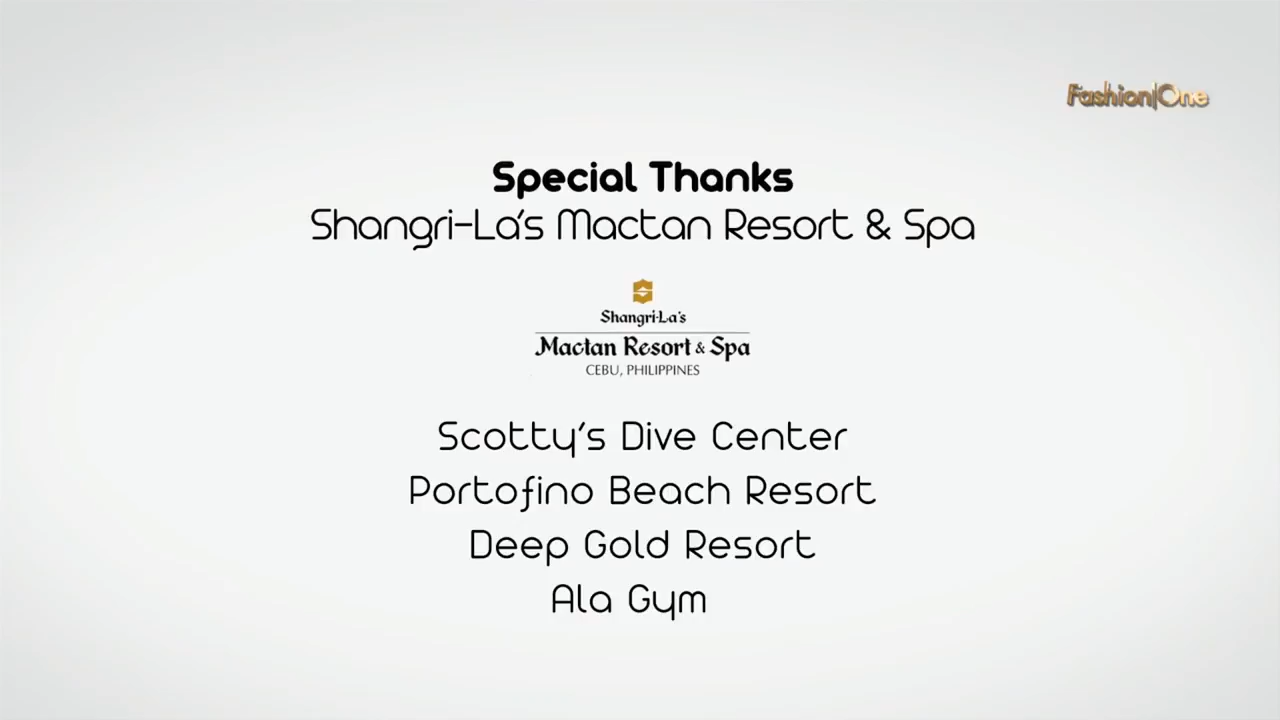 Fashion|One
Special Thanks
Shangri-La's Mactan Resort & Spa
Shangri-La's
Mactan Resort & Spa
CEBU, PHILIPPINES
Scotty's Dive Center
Portofino Beach Resort
Deep Gold Resort
Ala Gym